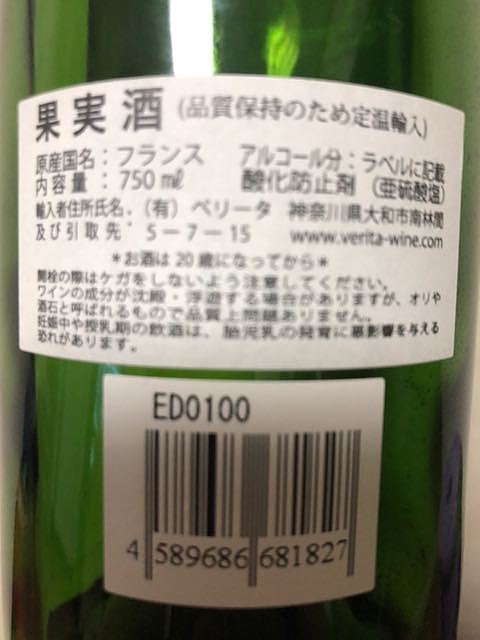 果実酒 (品質保持のため定温輸入)
原産国名：フランス アルコール分：ラベルに記載
内容量：750㎖ 酸化防止剤（亜硫酸塩）
輸入者住所氏名、（有）ベリータ 神奈川県大和市南林間
及び引取先：5－7－15 www.verita-wine.com
＊お酒は20歳になってから＊
開栓の際はケガをしないよう注意してください。
ワインの成分が沈殿・浮遊する場合がありますが、オリや
酒石と呼ばれるもので品質上問題ありません。
妊娠中や授乳期の飲酒は、胎児・乳児の発育に悪影響を与える
恐れがあります。
ED0100
4 589686 681827